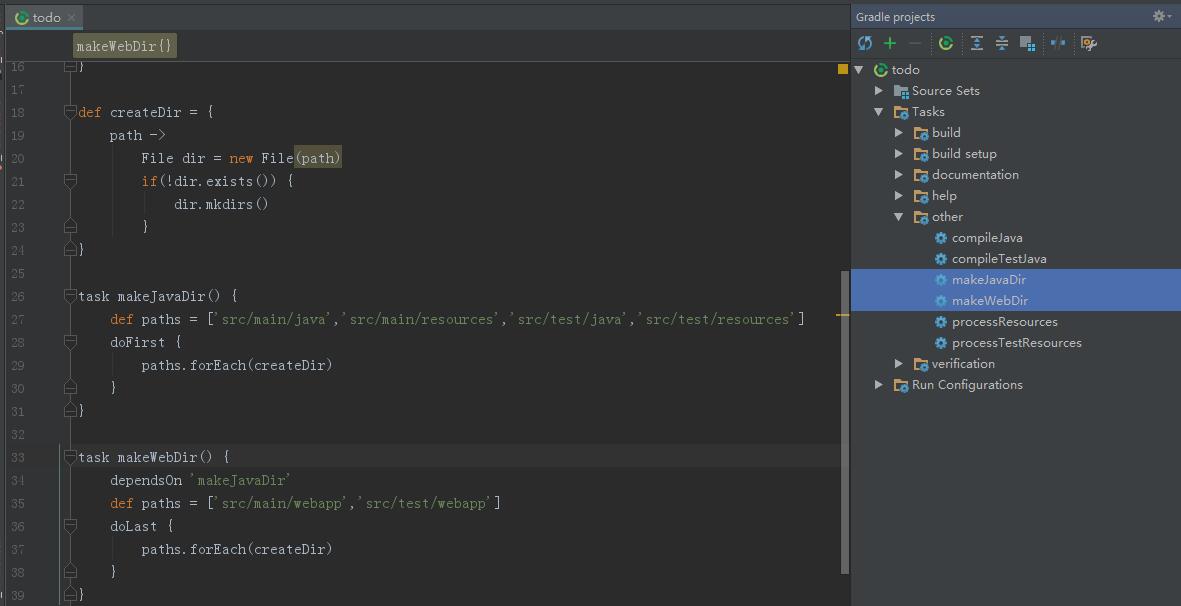 todo
makeWebDir{}
16 }
17
18 def createDir = {
19 path ->
20 File dir = new File(path)
21 if(!dir.exists()) {
22 dir.mkdirs()
23 }
24 }
25
26 task makeJavaDir() {
27 def paths = ['src/main/java','src/main/resources','src/test/java','src/test/resources']
28 doFirst {
29 paths.forEach(createDir)
30 }
31 }
32
33 task makeWebDir() {
34 dependsOn 'makeJavaDir'
35 def paths = ['src/main/webapp','src/test/webapp']
36 doLast {
37 paths.forEach(createDir)
38 }
39 }
Gradle projects
todo
Source Sets
Tasks
build
build setup
documentation
help
other
compileJava
compileTestJava
makeJavaDir
makeWebDir
processResources
processTestResources
verification
Run Configurations